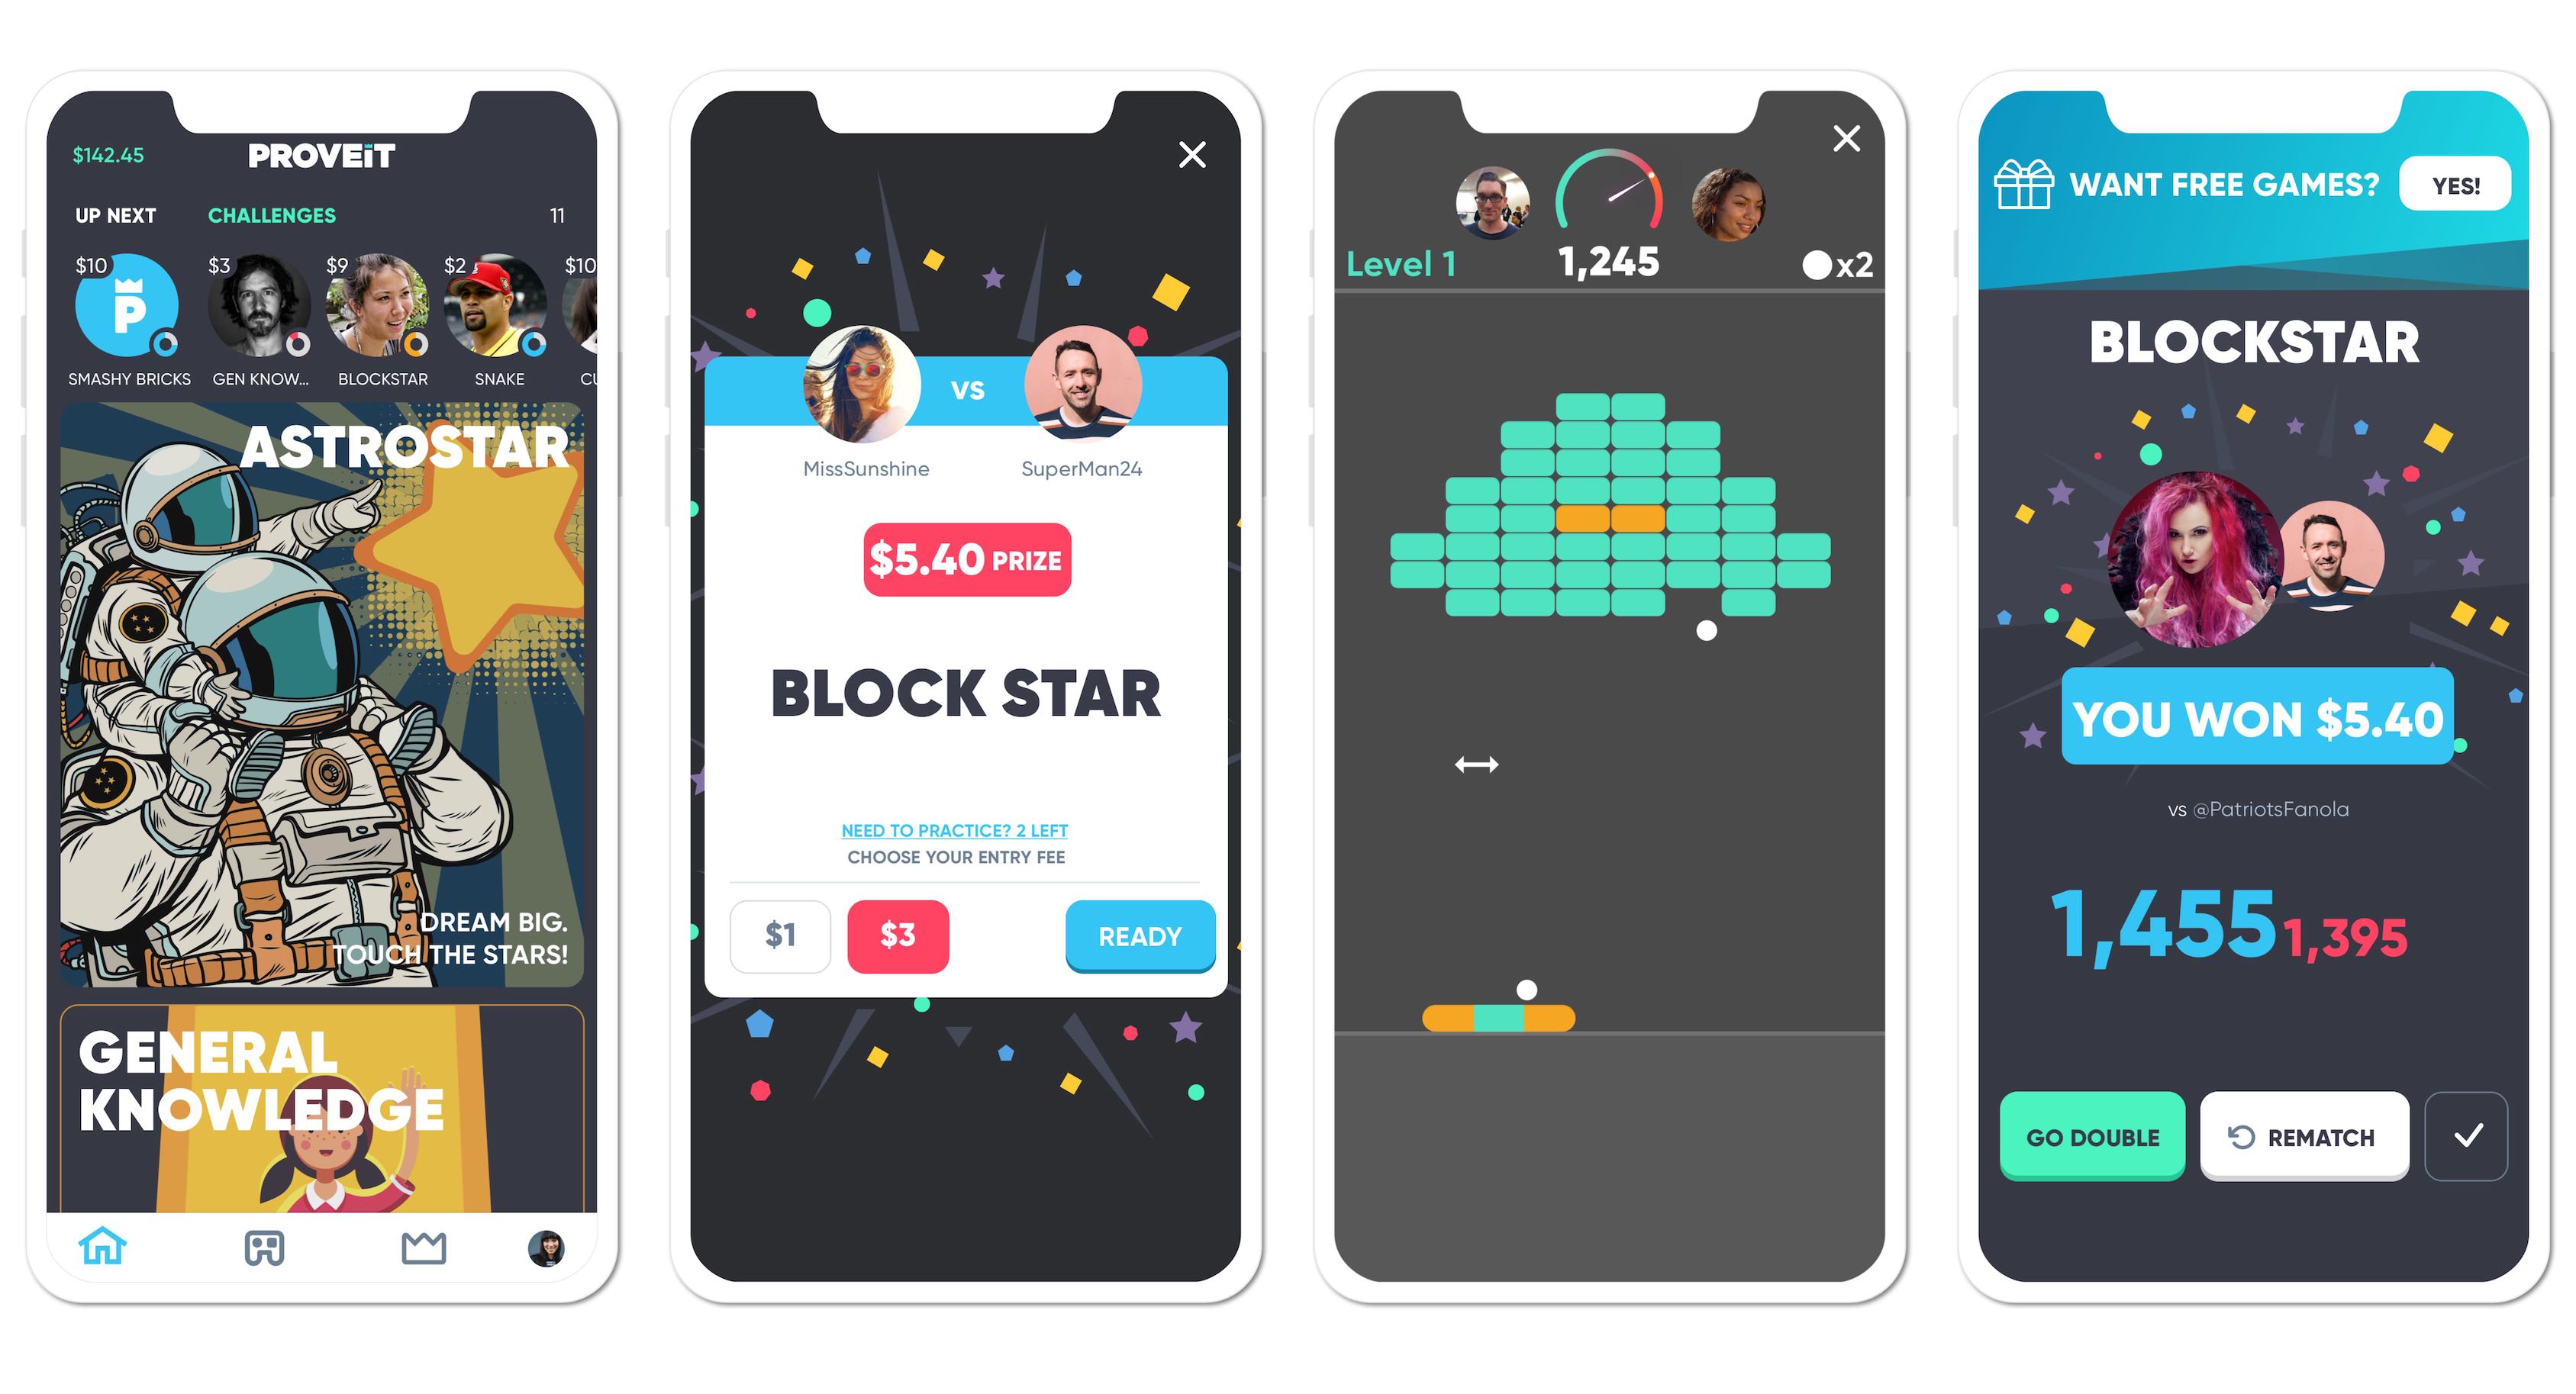 $142.45
PROVEIT
UP NEXT CHALLENGES 11
$10 $3 $9 $2 $10
P
SMASHY BRICKS GEN KNOW... BLOCKSTAR SNAKE
ASTROSTAR
DREAM BIG.
TOUCH THE STARS!
GENERAL
KNOWLEDGE
VS
MissSunshine SuperMan24
$5.40 PRIZE
BLOCK STAR
NEED TO PRACTICE? 2 LEFT
CHOOSE YOUR ENTRY FEE
$1 $3 READY
Level 1 1,245 x2
WANT FREE GAMES? YES!
BLOCKSTAR
YOU WON $5.40
vs @PatriotsFanola
1,455 1,395
GO DOUBLE REMATCH